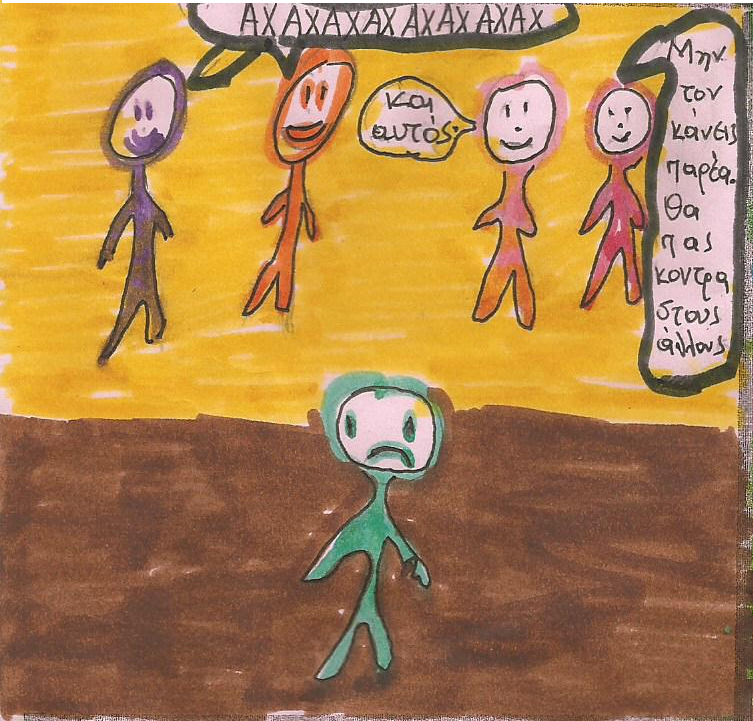 ΑΧΑΧΑΧΑΧΑΧΑΧΑΧΑΧ
και
αυτός.
Μην
τον
κάνεις
παρέα.
Θα
πας
κοντρα
στους
άλλους